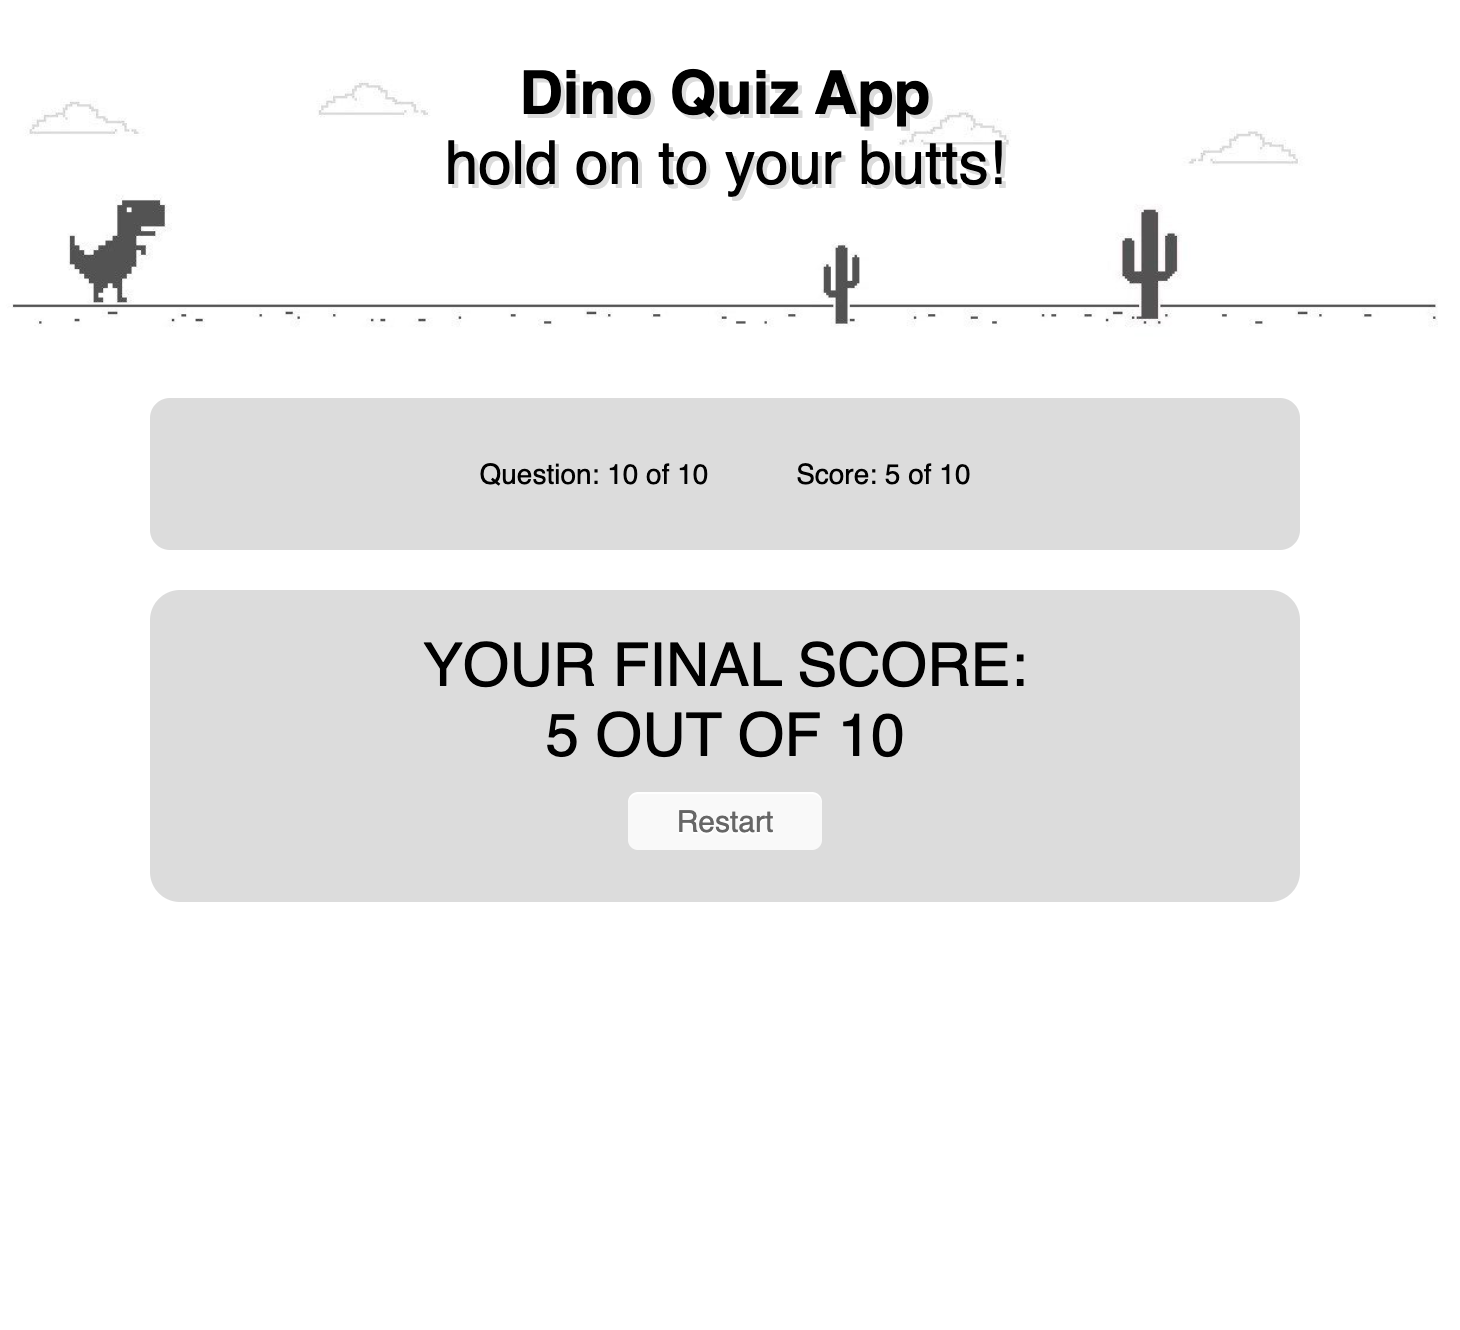 Dino Quiz App
hold on to your butts!
Question: 10 of 10 Score: 5 of 10
YOUR FINAL SCORE:
5 OUT OF 10
Restart